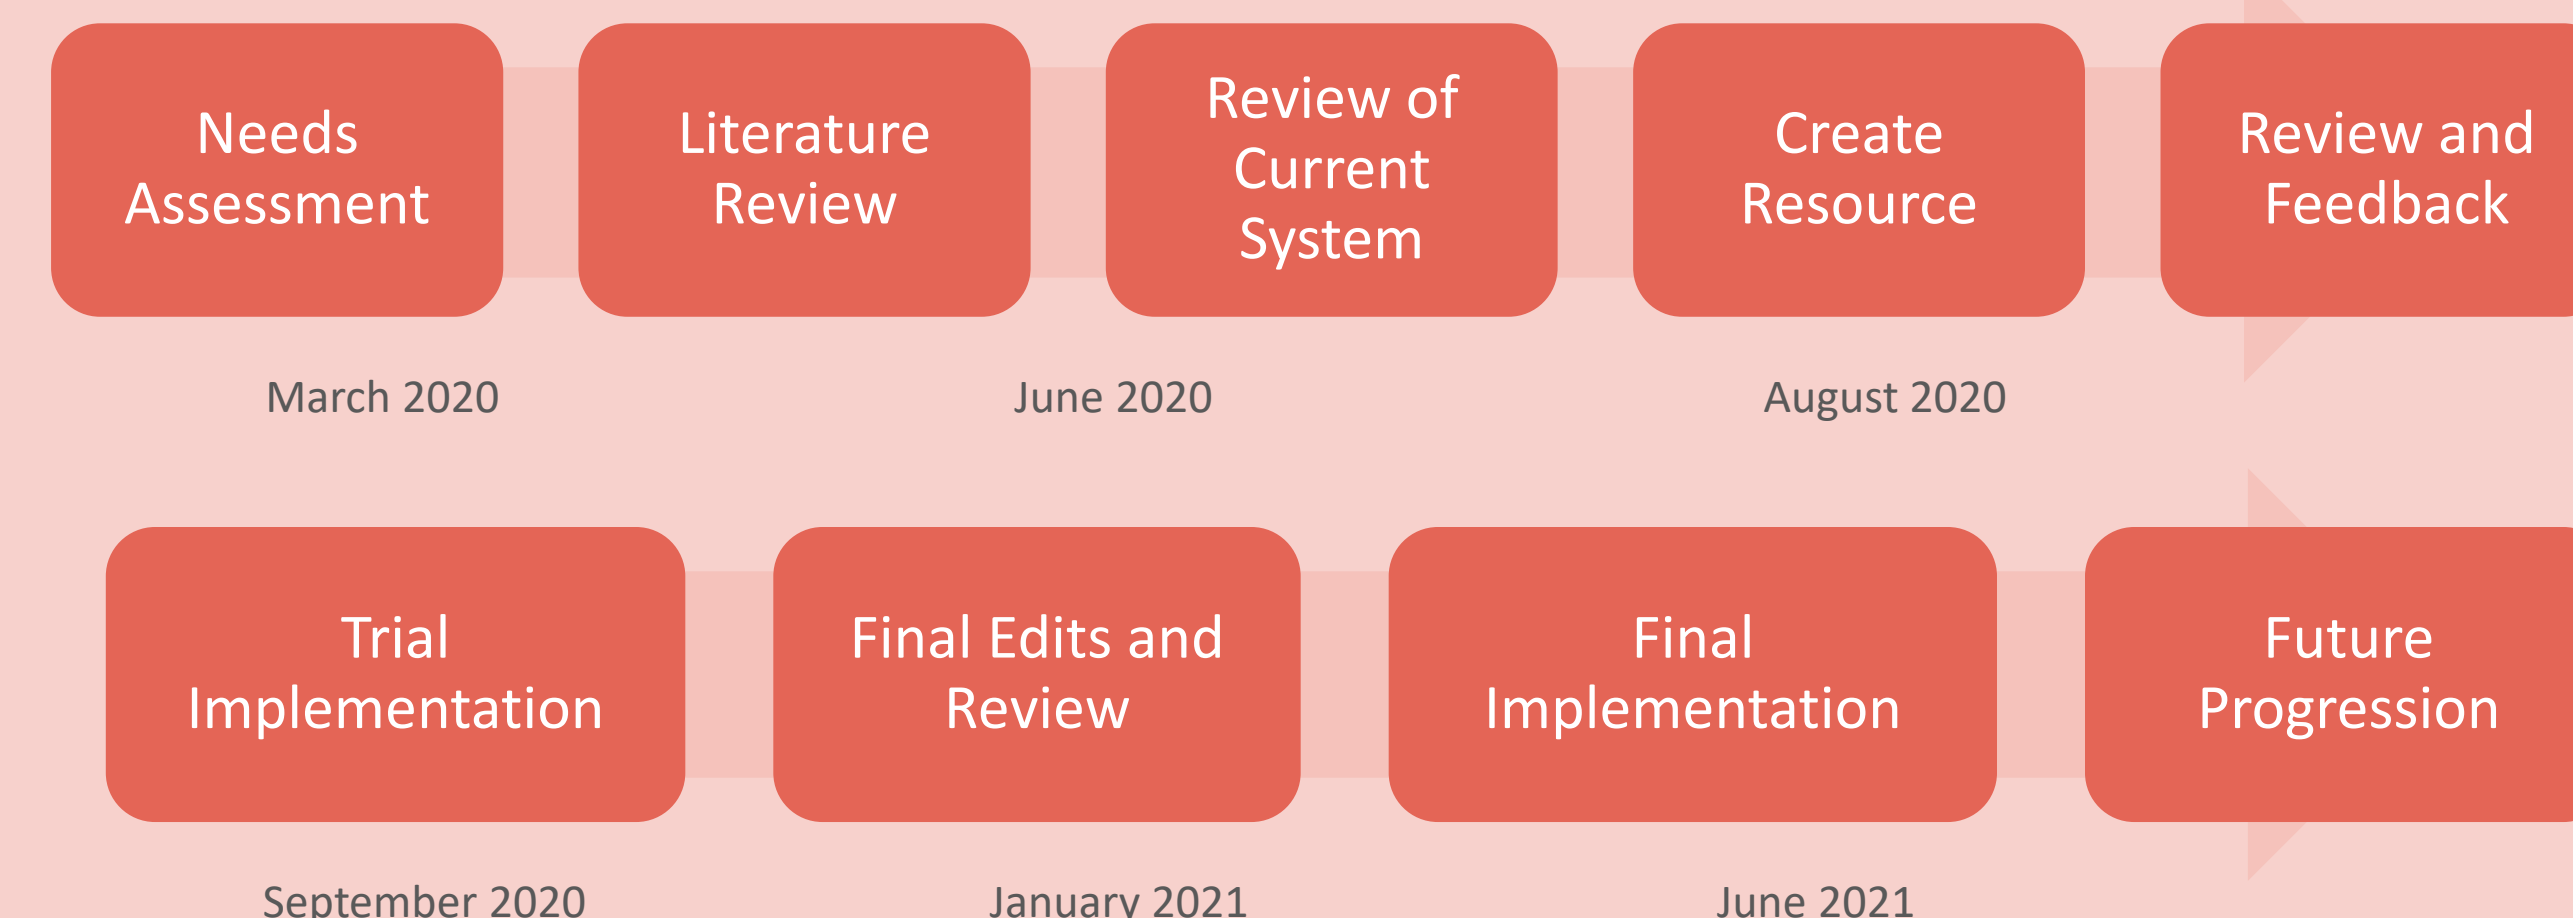 Needs
Assessment
Literature
Review
Review of
Current
System
Create
Resource
Review and
Feedback
March 2020
June 2020
August 2020
Trial
Implementation
Final Edits and
Review
Final
Implementation
Future
Progression
September 2020
January 2021
June 2021